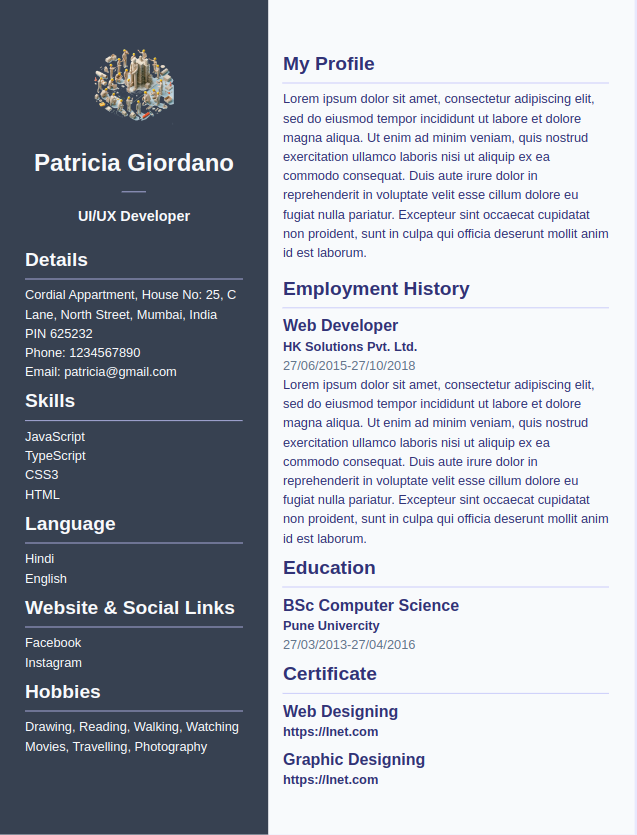 Patricia Giordano
UI/UX Developer
Details
Cordial Appartment, House No: 25, C
Lane, North Street, Mumbai, India
PIN 625232
Phone: 1234567890
Email: patricia@gmail.com
Skills
JavaScript
TypeScript
CSS3
HTML
Language
Hindi
English
Website & Social Links
Facebook
Instagram
Hobbies
Drawing, Reading, Walking, Watching
Movies, Travelling, Photography
My Profile
Lorem ipsum dolor sit amet, consectetur adipiscing elit,
sed do eiusmod tempor incididunt ut labore et dolore
magna aliqua. Ut enim ad minim veniam, quis nostrud
exercitation ullamco laboris nisi ut aliquip ex ea
commodo consequat. Duis aute irure dolor in
reprehenderit in voluptate velit esse cillum dolore eu
fugiat nulla pariatur. Excepteur sint occaecat cupidatat
non proident, sunt in culpa qui officia deserunt mollit anim
id est laborum.
Employment History
Web Developer
HK Solutions Pvt. Ltd.
27/06/2015-27/10/2018
Lorem ipsum dolor sit amet, consectetur adipiscing elit,
sed do eiusmod tempor incididunt ut labore et dolore
magna aliqua. Ut enim ad minim veniam, quis nostrud
exercitation ullamco laboris nisi ut aliquip ex ea
commodo consequat. Duis aute irure dolor in
reprehenderit in voluptate velit esse cillum dolore eu
fugiat nulla pariatur. Excepteur sint occaecat cupidatat
non proident, sunt in culpa qui officia deserunt mollit anim
id est laborum.
Education
BSc Computer Science
Pune Univercity
27/03/2013-27/04/2016
Certificate
Web Designing
https://lnet.com
Graphic Designing
https://lnet.com